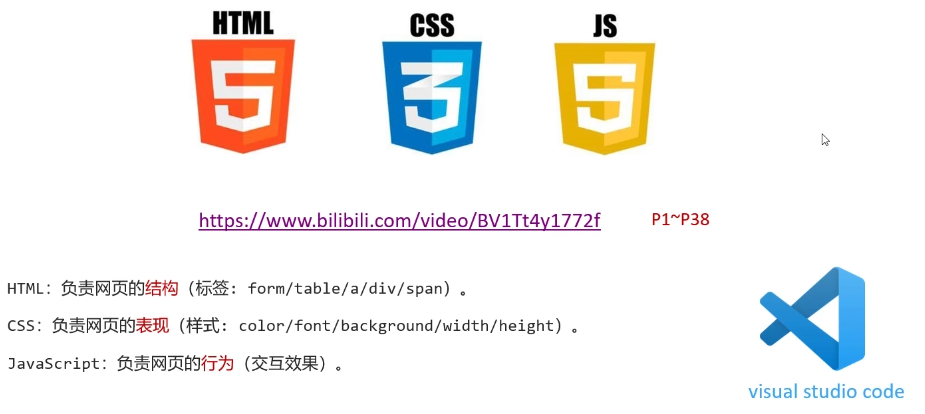 HTML CSS JS
5 3 5
https://www.bilibili.com/video/BV1Tt4y1772f P1~P38
HTML：负责网页的结构（标签：form/table/a/div/span）。
CSS：负责网页的表现（样式：color/font/background/width/height）。
JavaScript：负责网页的行为（交互效果）。
visual studio code